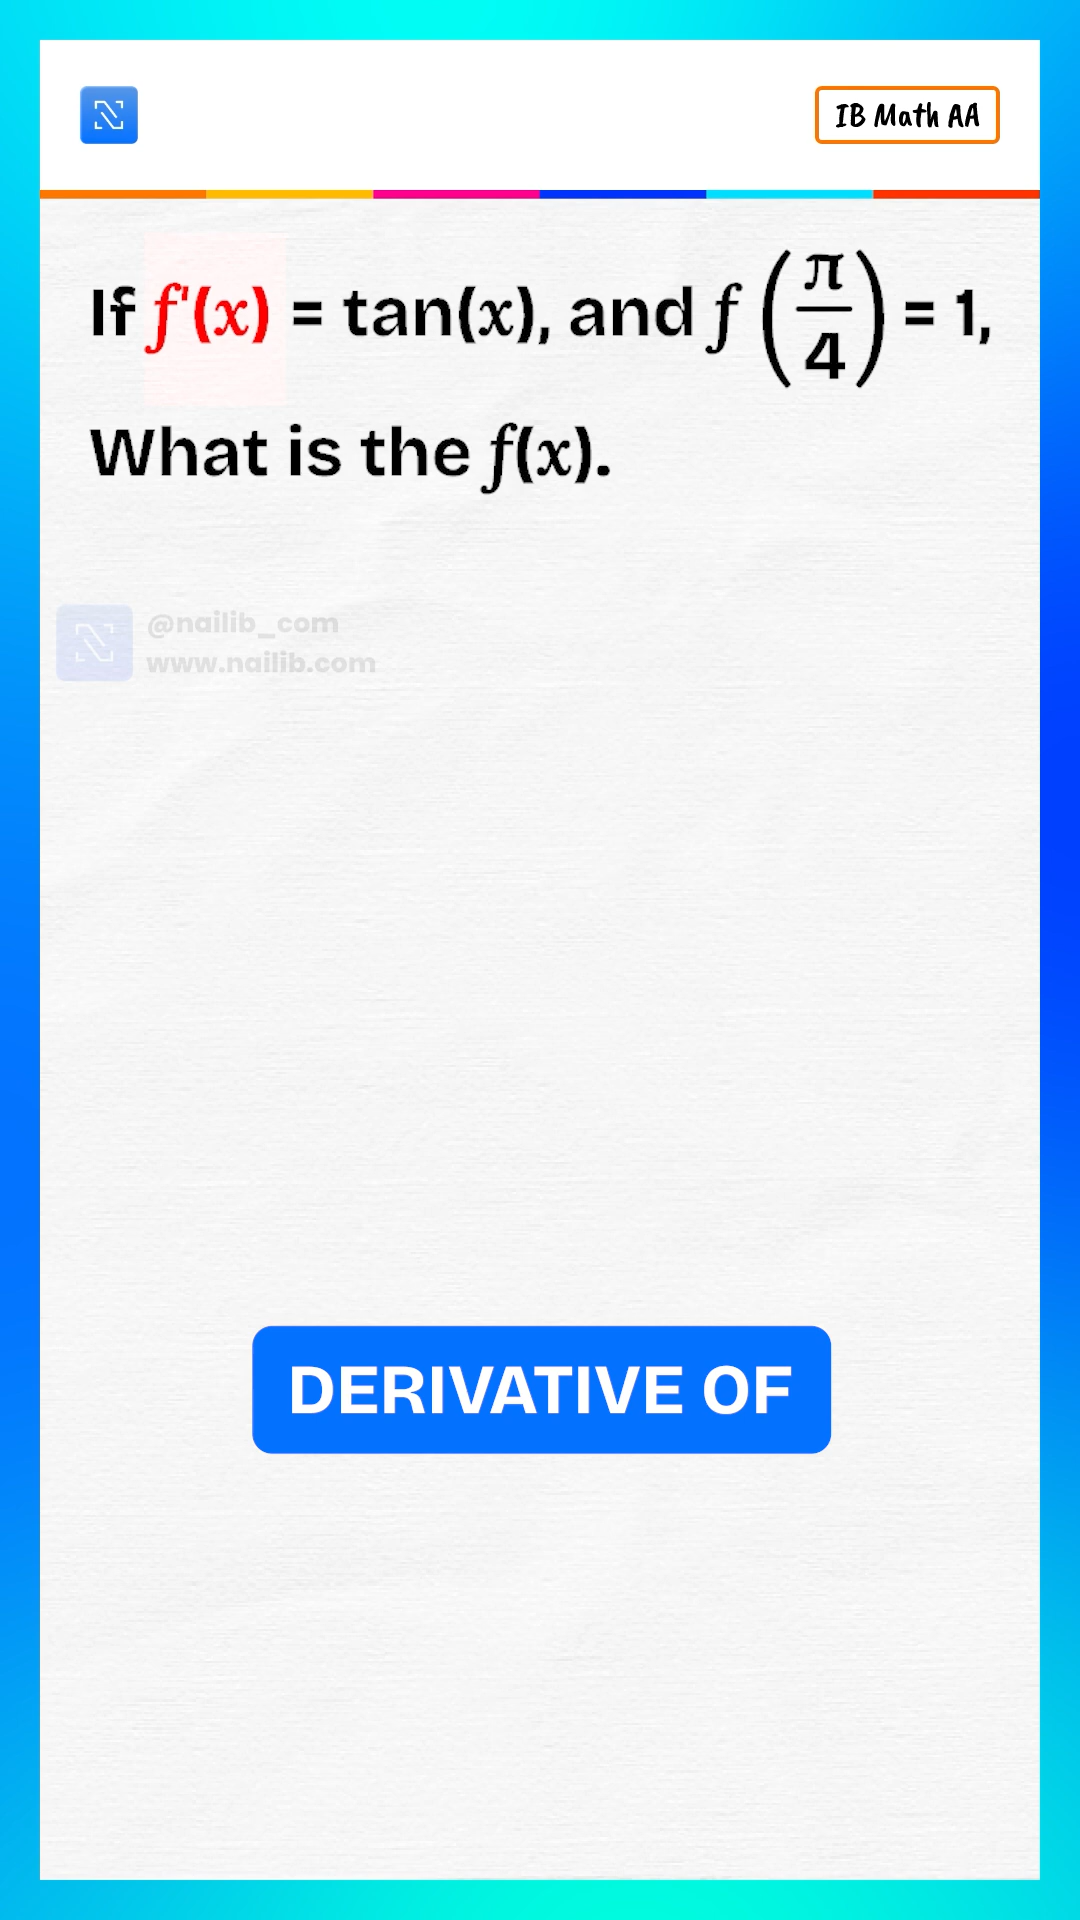 IB Math AA
If f'(x) = tan(x), and f(π/4) = 1,
What is the f(x).
@nailib_com
www.nailib.com
DERIVATIVE OF